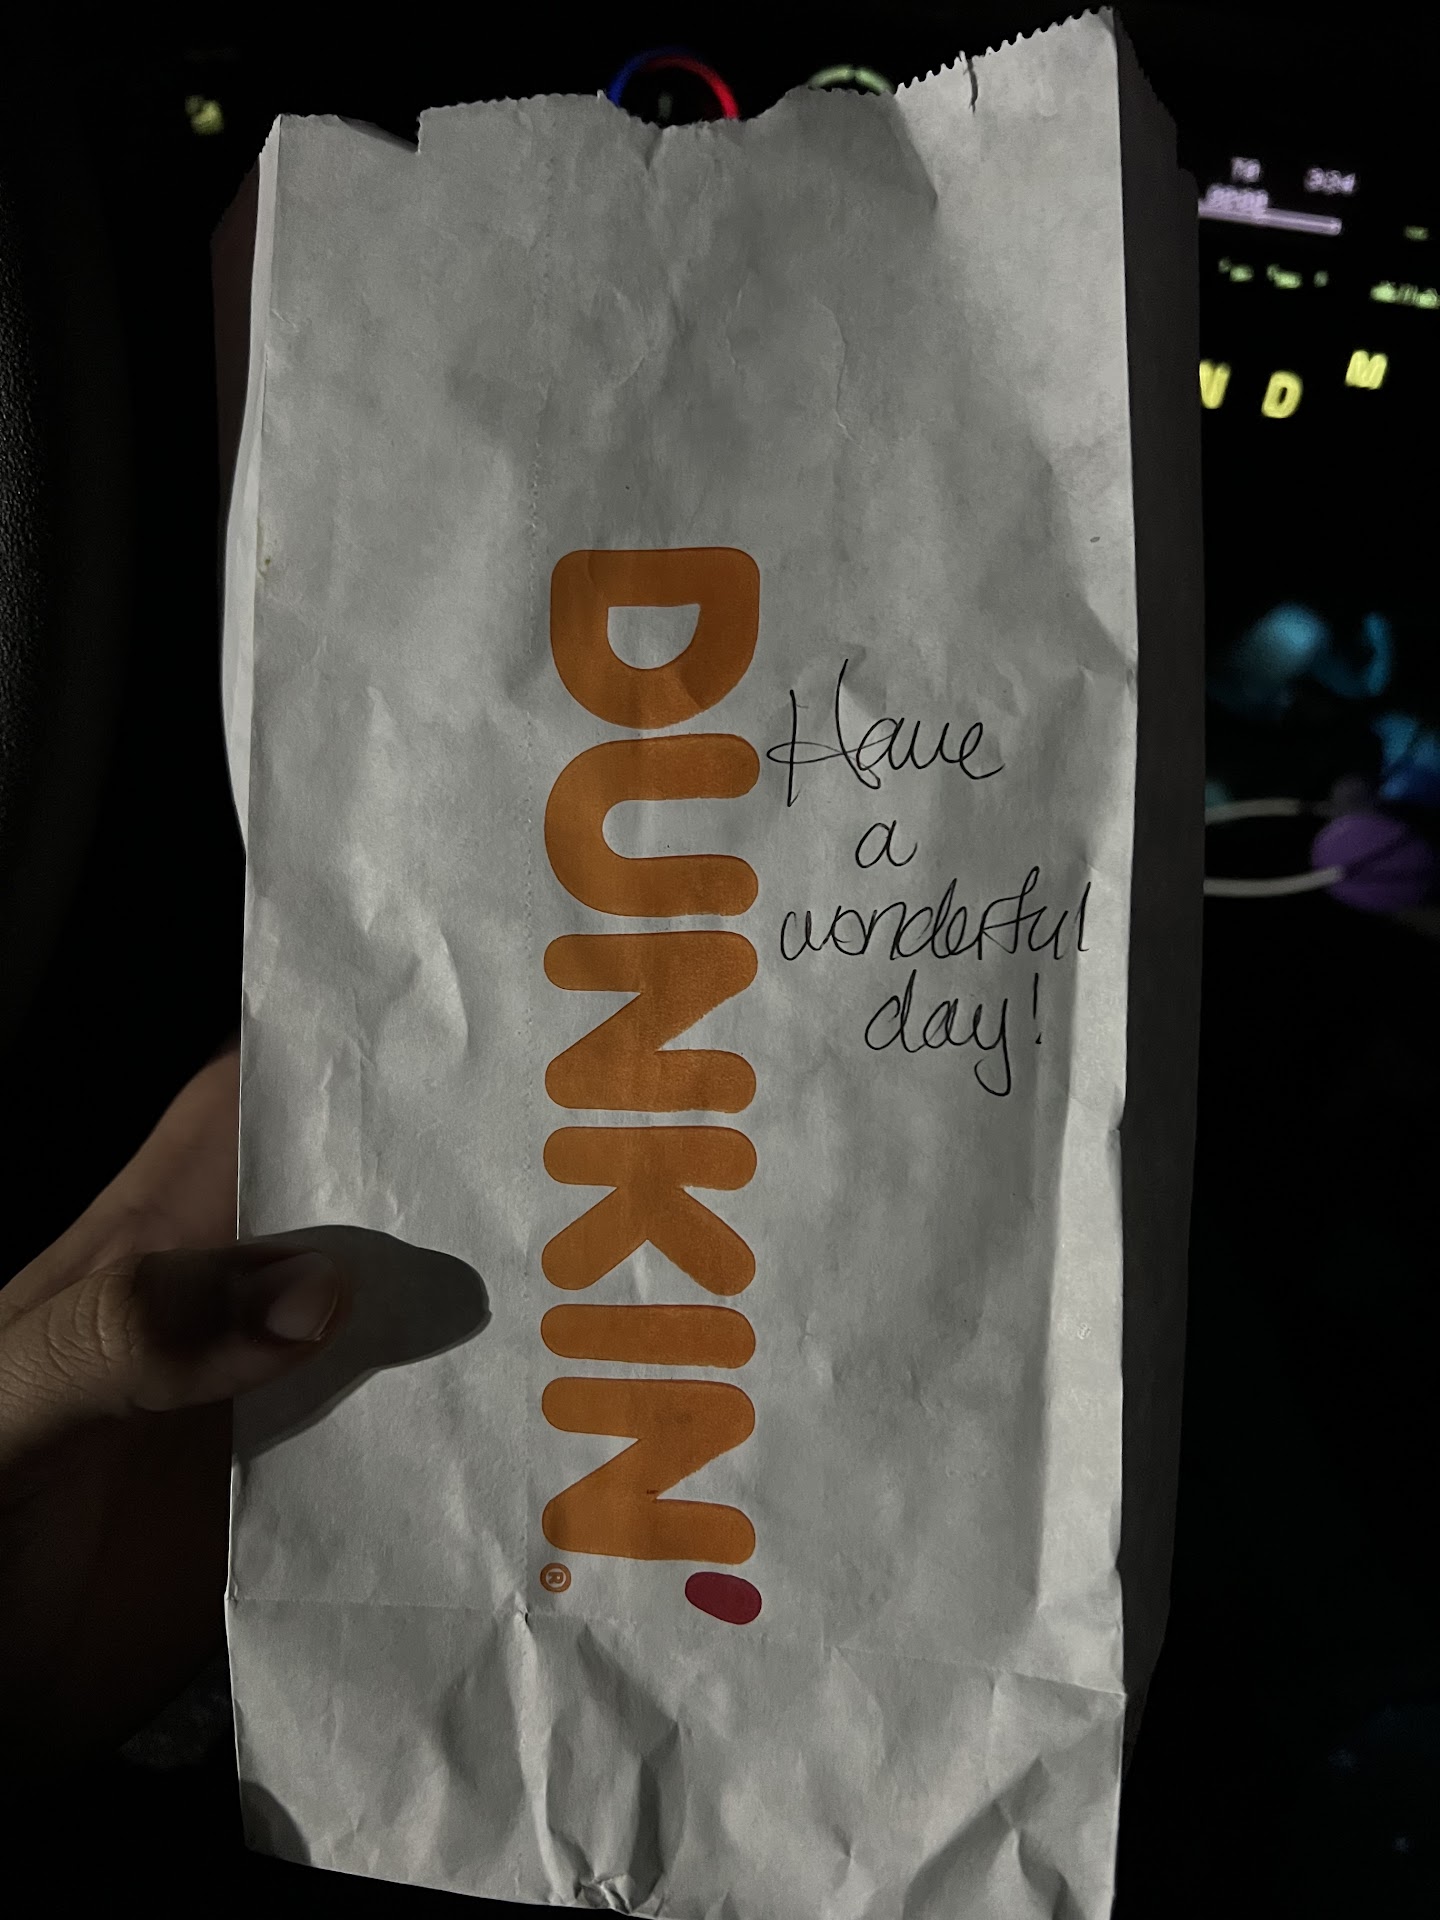 DUNKIN'
®
Have
a
wonderful
day!
N D M